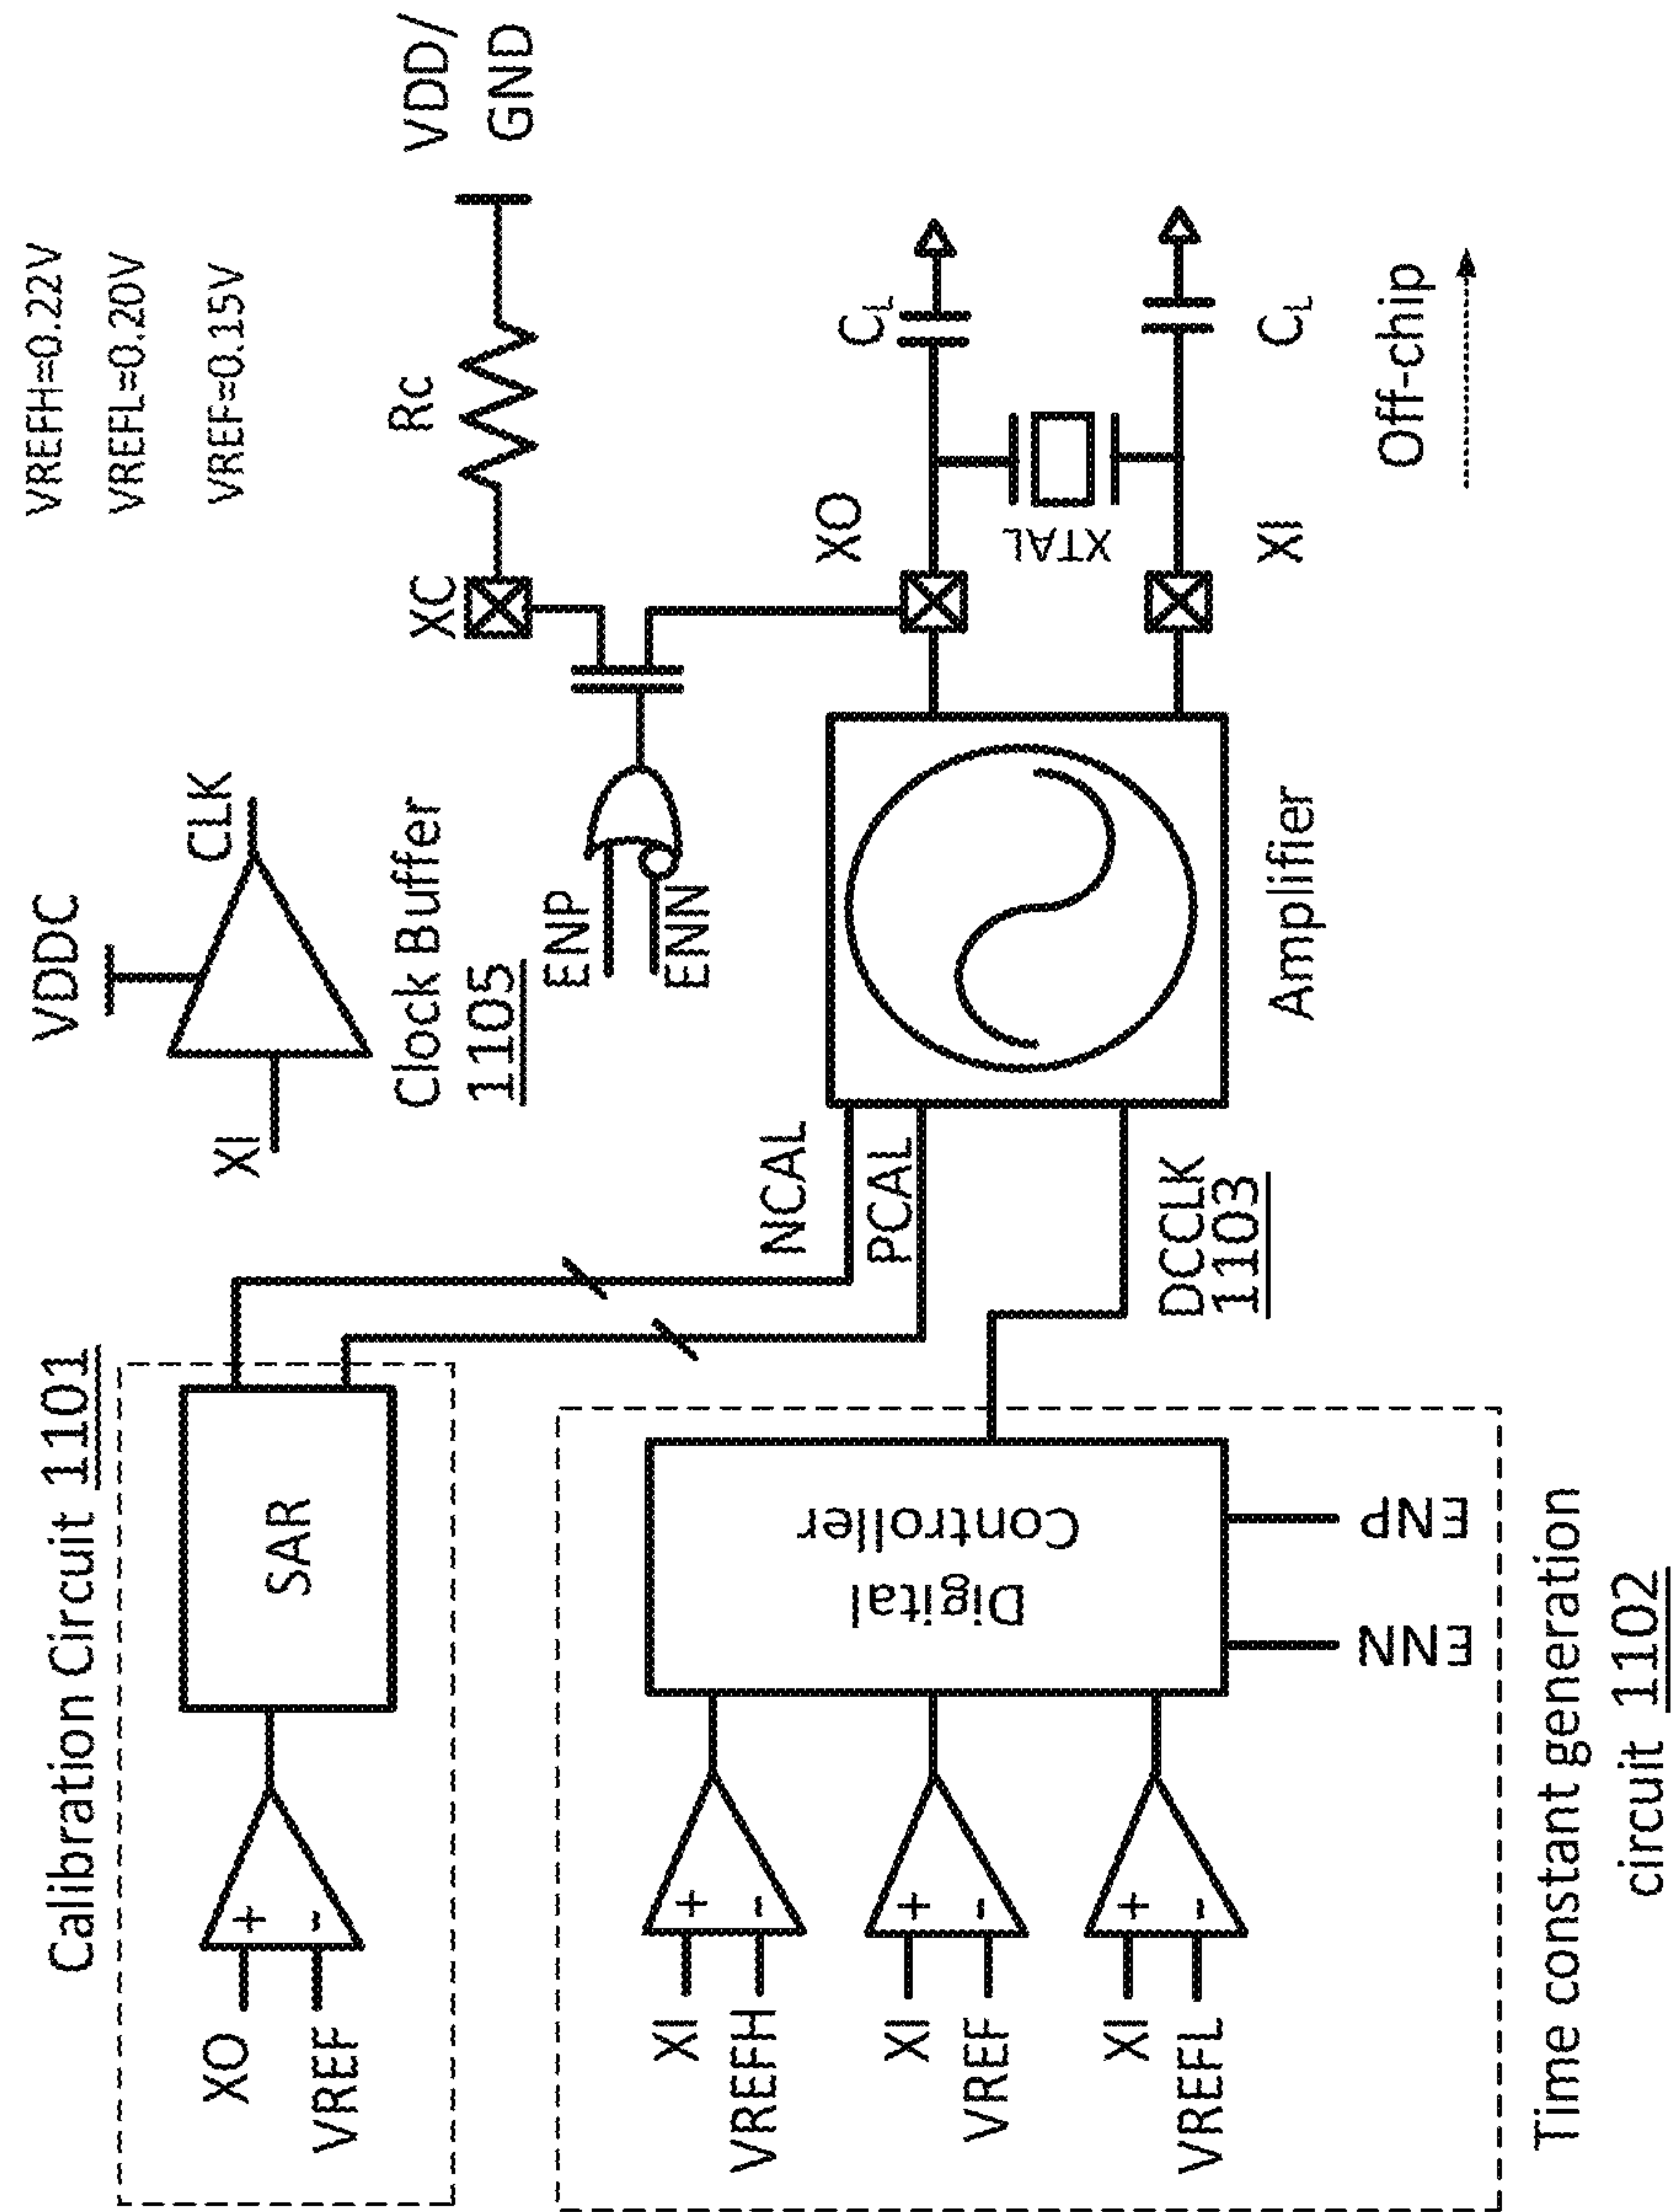 VREFH=0.22V
VREFL=0.20V
VREF=0.15V
Calibration Circuit 1101
XO
VREF
+
-
SAR
XI
VDDC
CLK
Clock Buffer
1105
XC
Rc
VDD/
GND
ENP
ENN
NCAL
PCAL
DCCLK
1103
Amplifier
XO
XI
XTAL
CL
CL
Off-chip
XI
VREFH
+
-
XI
VREF
+
-
XI
VREFL
+
-
Digital
Controller
ENN
ENP
Time constant generation
circuit 1102